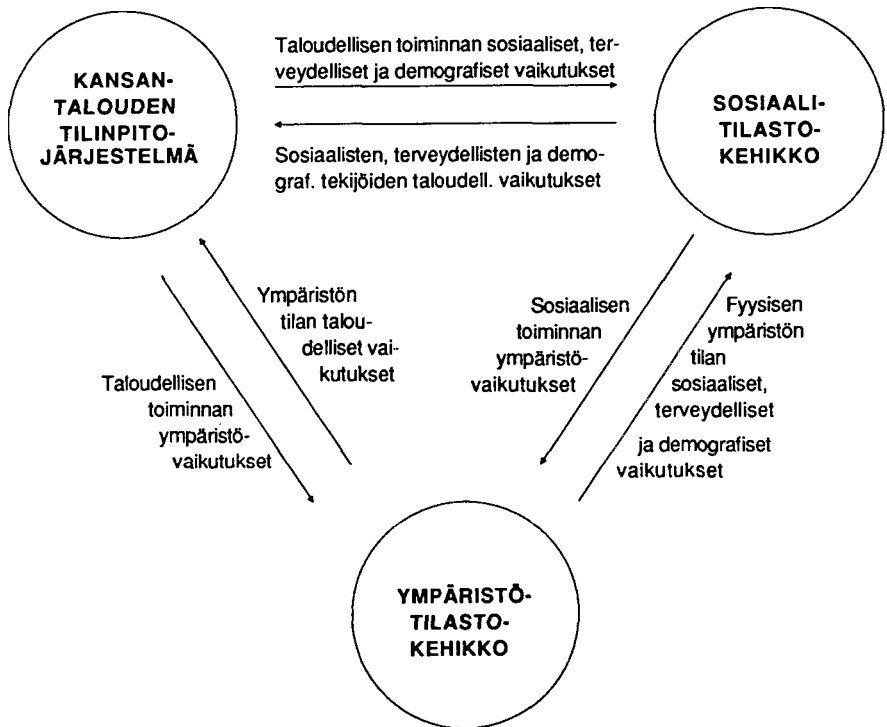 KANSAN-
TALOUDEN
TILINPITO-
JÄRJESTELMÄ
Taloudellisen toiminnan sosiaaliset, ter-
veydelliset ja demografiset vaikutukset
Sosiaalisten, terveydellisten ja demo-
graf. tekijöiden taloudell. vaikutukset
SOSIAALI-
TILASTO-
KEHIKKO
Ympäristön
tilan talou-
delliset vai-
kutukset
Taloudellisen
toiminnan
ympäristö-
vaikutukset
Sosiaalisen
toiminnan
ympäristö-
vaikutukset
Fyysisen
ympäristön
tilan
sosiaaliset,
terveydelliset
ja demografiset
vaikutukset
YMPÄRISTÖ-
TILASTO-
KEHIKKO